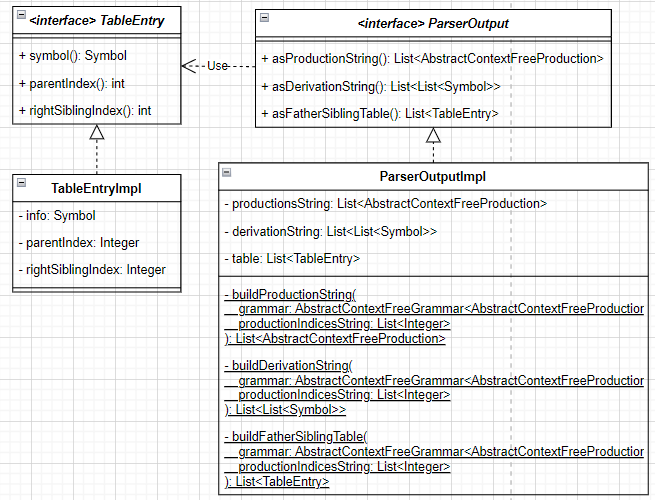 <interface> TableEntry
+ symbol(): Symbol
+ parentIndex(): int
+ rightSiblingIndex(): int
Use
<interface> ParserOutput
+ asProductionString(): List<AbstractContextFreeProduction>
+ asDerivationString(): List<List<Symbol>>
+ asFatherSiblingTable(): List<TableEntry>
TableEntryImpl
- info: Symbol
- parentIndex: Integer
- rightSiblingIndex: Integer
ParserOutputImpl
- productionsString: List<AbstractContextFreeProduction>
- derivationString: List<List<Symbol>>
- table: List<TableEntry>
- buildProductionString(
grammar: AbstractContextFreeGrammar<AbstractContextFreeProduction
productionIndicesString: List<Integer>
): List<AbstractContextFreeProduction>
- buildDerivationString(
grammar: AbstractContextFreeGrammar<AbstractContextFreeProduction
productionIndicesString: List<Integer>
): List<List<Symbol>>
- buildFatherSiblingTable(
grammar: AbstractContextFreeGrammar<AbstractContextFreeProduction
productionIndicesString: List<Integer>
): List<TableEntry>